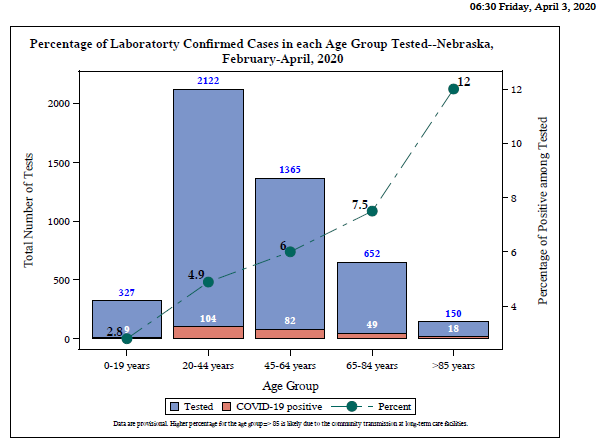 06:30 Friday, April 3, 2020
Percentage of Laboratorty Confirmed Cases in each Age Group Tested--Nebraska,
February-April, 2020
Total Number of Tests
2000
1500
1000
500
0
327
2122
1365
652
150
2.8
4.9
6
7.5
12
9
104
82
49
18
12
10
8
6
4
Percentage of Positive among Tested
0-19 years
20-44 years
45-64 years
65-84 years
>85 years
Age Group
Tested
COVID-19 positive
Percent
Data are provisional. Higher percentage for the age group=> 85 is likely due to the community transmission at long-term care facilities.